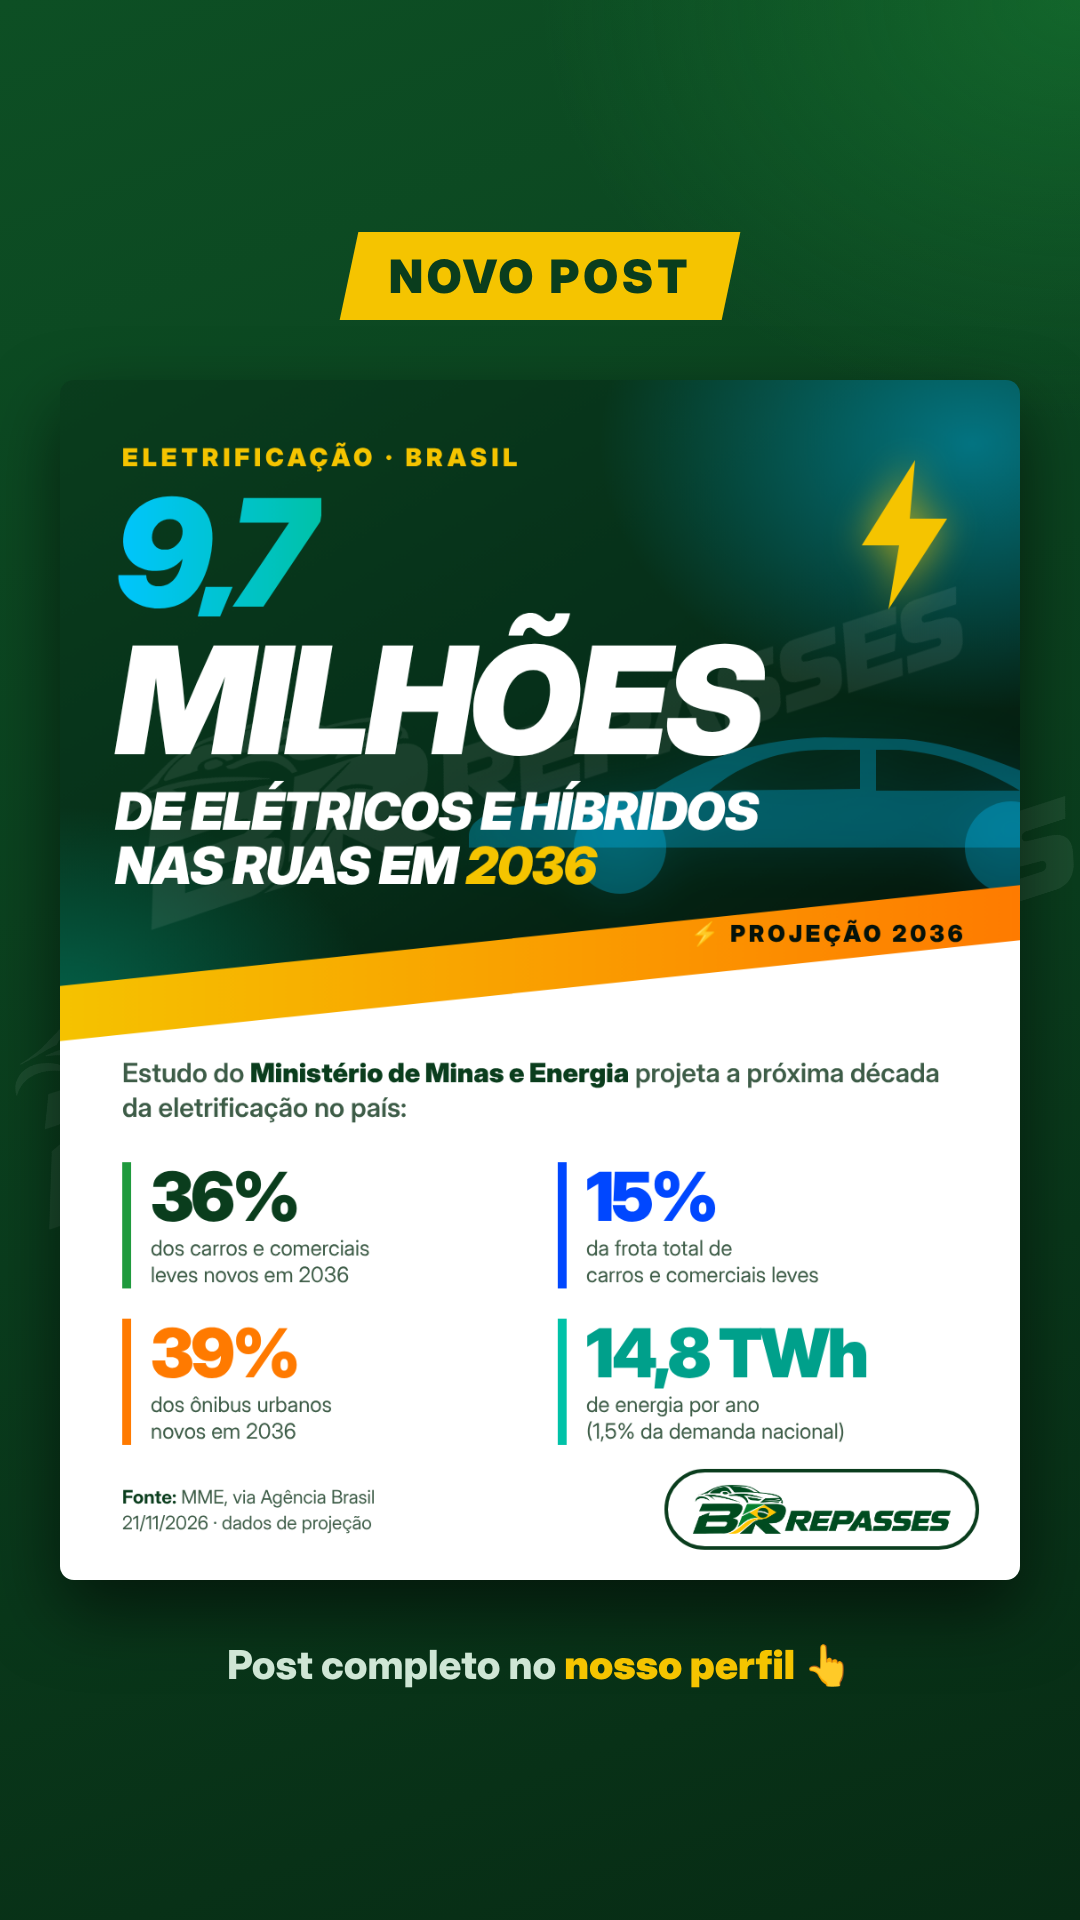 NOVO POST
ELETRIFICAÇÃO · BRASIL
9,7
MILHÕES
DE ELÉTRICOS E HÍBRIDOS
NAS RUAS EM 2036
⚡ PROJEÇÃO 2036
Estudo do Ministério de Minas e Energia projeta a próxima década
da eletrificação no país:
36%
dos carros e comerciais
leves novos em 2036
15%
da frota total de
carros e comerciais leves
39%
dos ônibus urbanos
novos em 2036
14,8 TWh
de energia por ano
(1,5% da demanda nacional)
Fonte: MME, via Agência Brasil
21/11/2026 · dados de projeção
BR REPASSES
Post completo no nosso perfil 👆